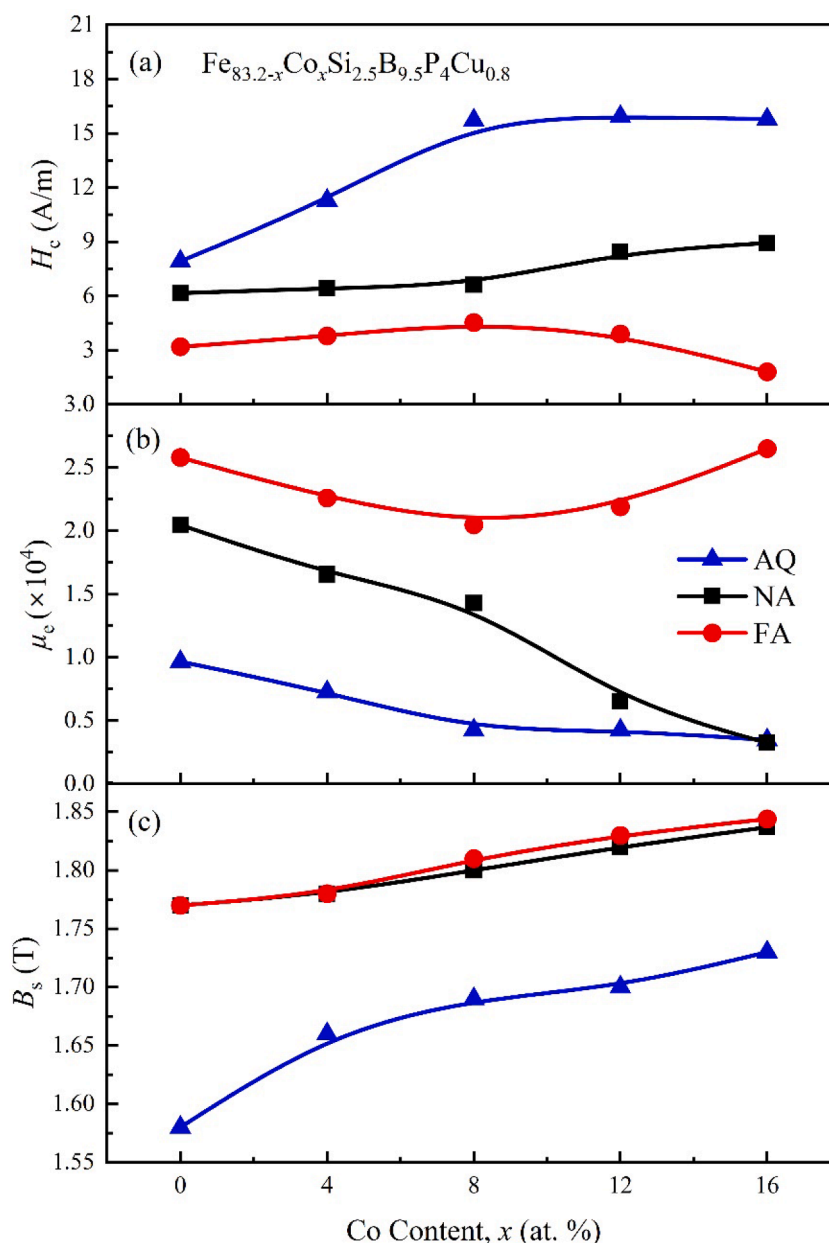 (a) Fe83.2-xCoxSi2.5B9.5P4Cu0.8
21
18
15
12
9
6
3
Hc (A/m)
(b)
3.0
2.5
2.0
1.5
1.0
0.5
0.0
μe (×10⁴)
AQ
NA
FA
(c)
1.85
1.80
1.75
1.70
1.65
1.60
1.55
Bs (T)
0 4 8 12 16
Co Content, x (at. %)